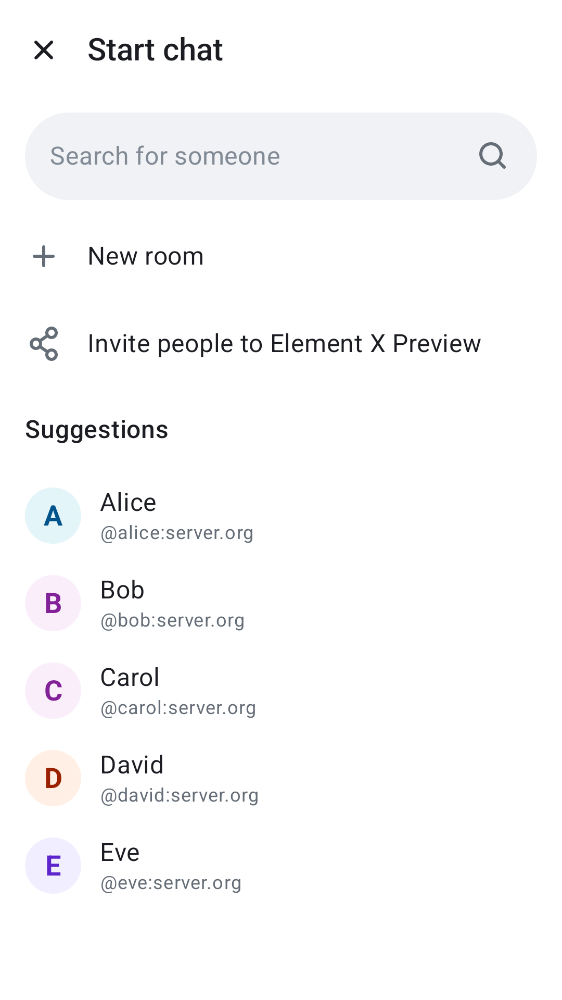 Start chat
Search for someone
New room
Invite people to Element X Preview
Suggestions
A
Alice
@alice:server.org
B
Bob
@bob:server.org
C
Carol
@carol:server.org
D
David
@david:server.org
E
Eve
@eve:server.org